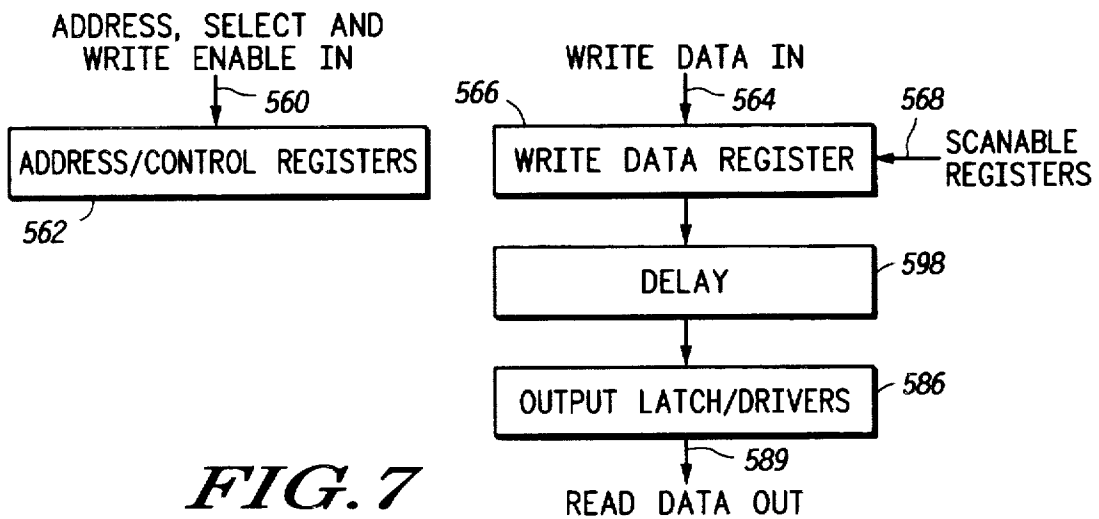 ADDRESS, SELECT AND
WRITE ENABLE IN
560
ADDRESS/CONTROL REGISTERS
562
WRITE DATA IN
566
564
568
WRITE DATA REGISTER
SCANABLE
REGISTERS
DELAY
598
OUTPUT LATCH/DRIVERS
586
589
READ DATA OUT
FIG. 7